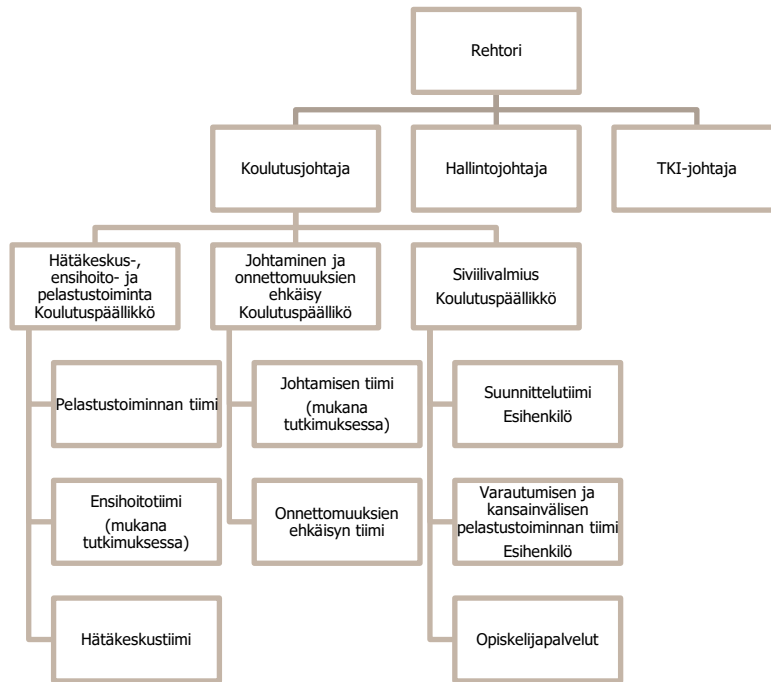 Rehtori
Koulutusjohtaja
Hallintojohtaja
TKI-johtaja
Hätäkeskus-,
ensihoito- ja
pelastustoiminta
Koulutuspäällikkö
Johtaminen ja
onnettomuuksien
ehkäisy
Koulutuspäällikö
Siviilivalmius
Koulutuspäällikkö
Pelastustoiminnan tiimi
Ensihoitotiimi
(mukana
tutkimuksessa)
Hätäkeskustiimi
Johtamisen tiimi
(mukana
tutkimuksessa)
Onnettomuuksien
ehkäisyn tiimi
Suunnittelutiimi
Esihenkilö
Varautumisen ja
kansainvälisen
pelastustoiminnan tiimi
Esihenkilö
Opiskelijapalvelut